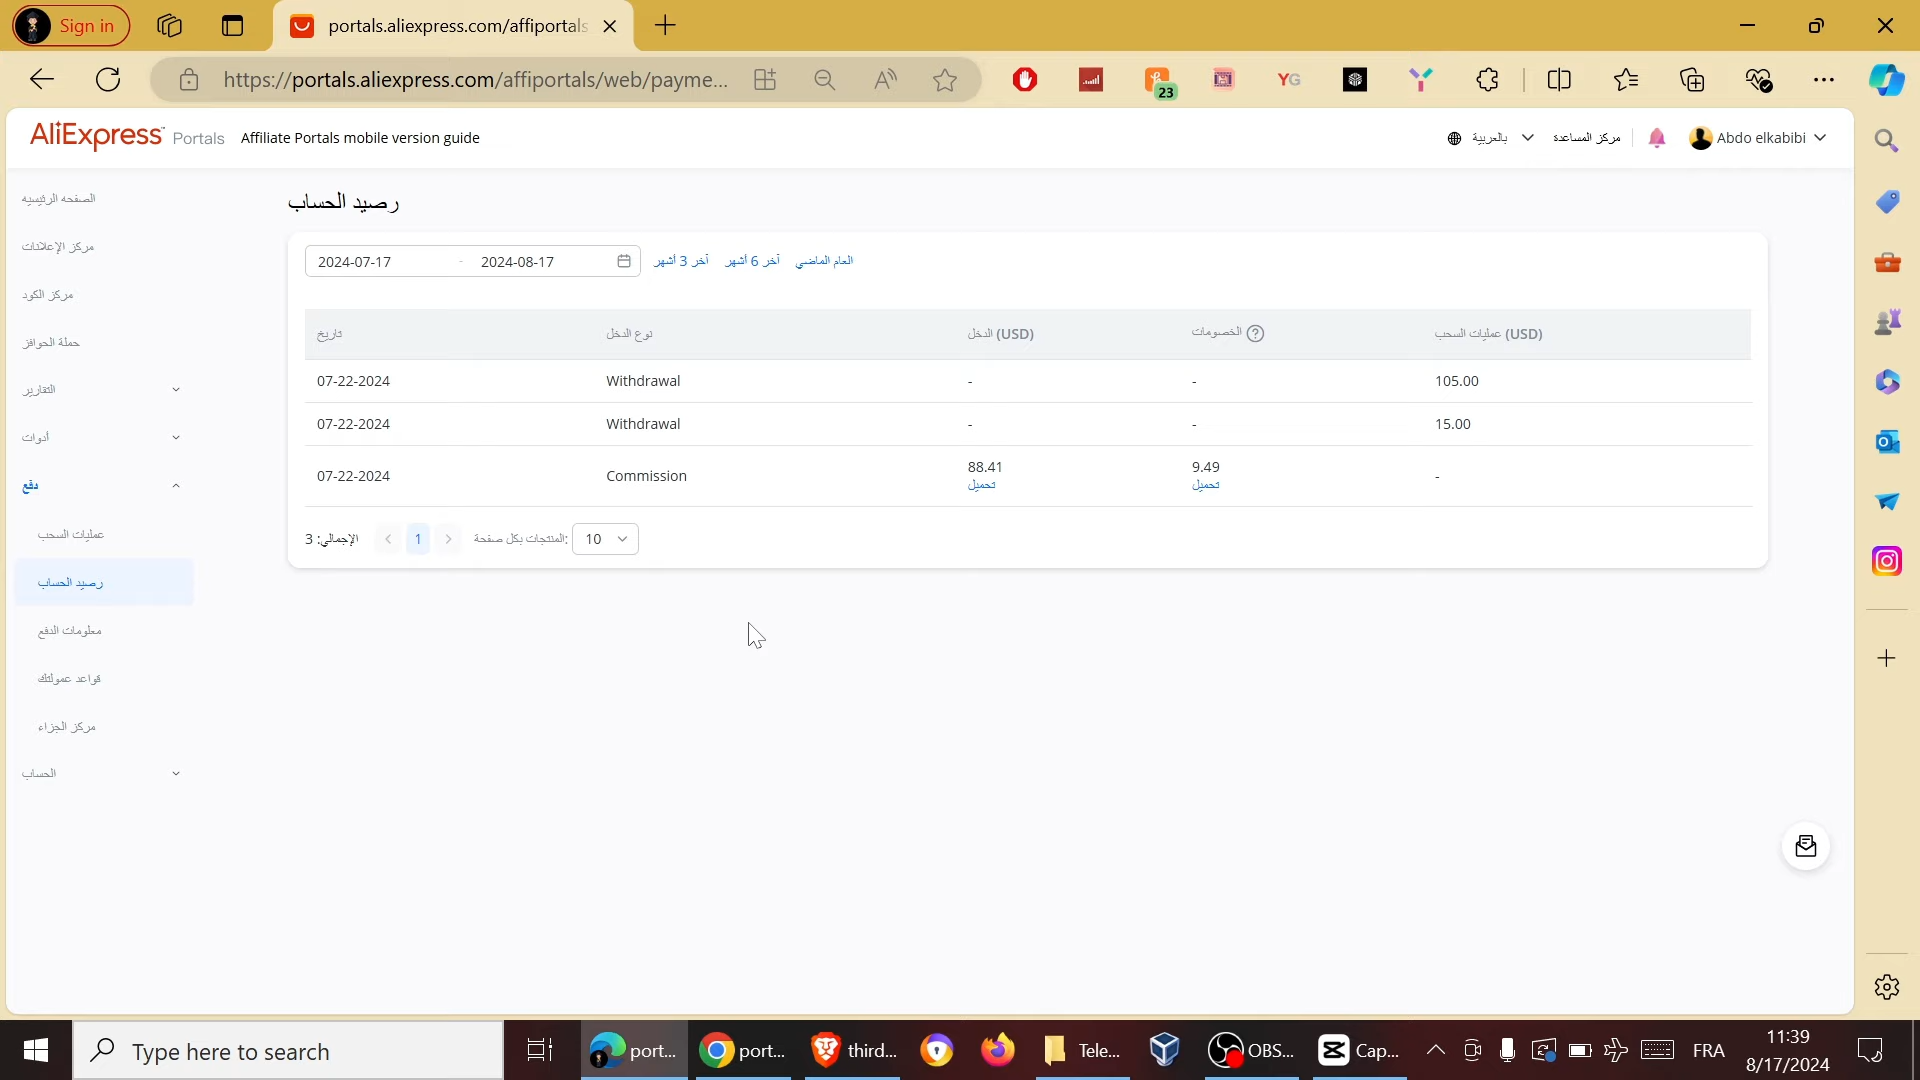 Sign in
portals.aliexpress.com/affiportals
https://portals.aliexpress.com/affiportals/web/payme...
23
YG
AliExpress Portals
Affiliate Portals mobile version guide
بالعربية
مركز المساعدة
Abdo elkabibi
الصفحه الرئيسيه
مركز الإعلانات
مركز الكود
حملة الحوافز
التقارير
أدوات
دفع
عمليات السحب
رصيد الحساب
معلومات الدفع
قواعد عمولتك
مركز الجزاء
الحساب
رصيد الحساب
2024-07-17 - 2024-08-17
آخر 3 أشهر
آخر 6 أشهر
العام الماضي
تاريخ
نوع الدخل
الدخل (USD)
الخصومات
عمليات السحب (USD)
07-22-2024 Withdrawal - - 105.00
07-22-2024 Withdrawal - - 15.00
07-22-2024 Commission 88.41 9.49 -
تحميل تحميل
الإجمالي: 3
1
المنتجات بكل صفحة:
10
Type here to search
port...
port...
third...
Tele...
OBS...
Cap...
FRA
11:39
8/17/2024